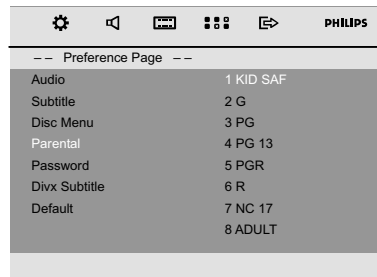 PHILIPS
-- Preference Page --
Audio 1 KID SAF
Subtitle 2 G
Disc Menu 3 PG
Parental 4 PG 13
Password 5 PGR
Divx Subtitle 6 R
Default 7 NC 17
8 ADULT